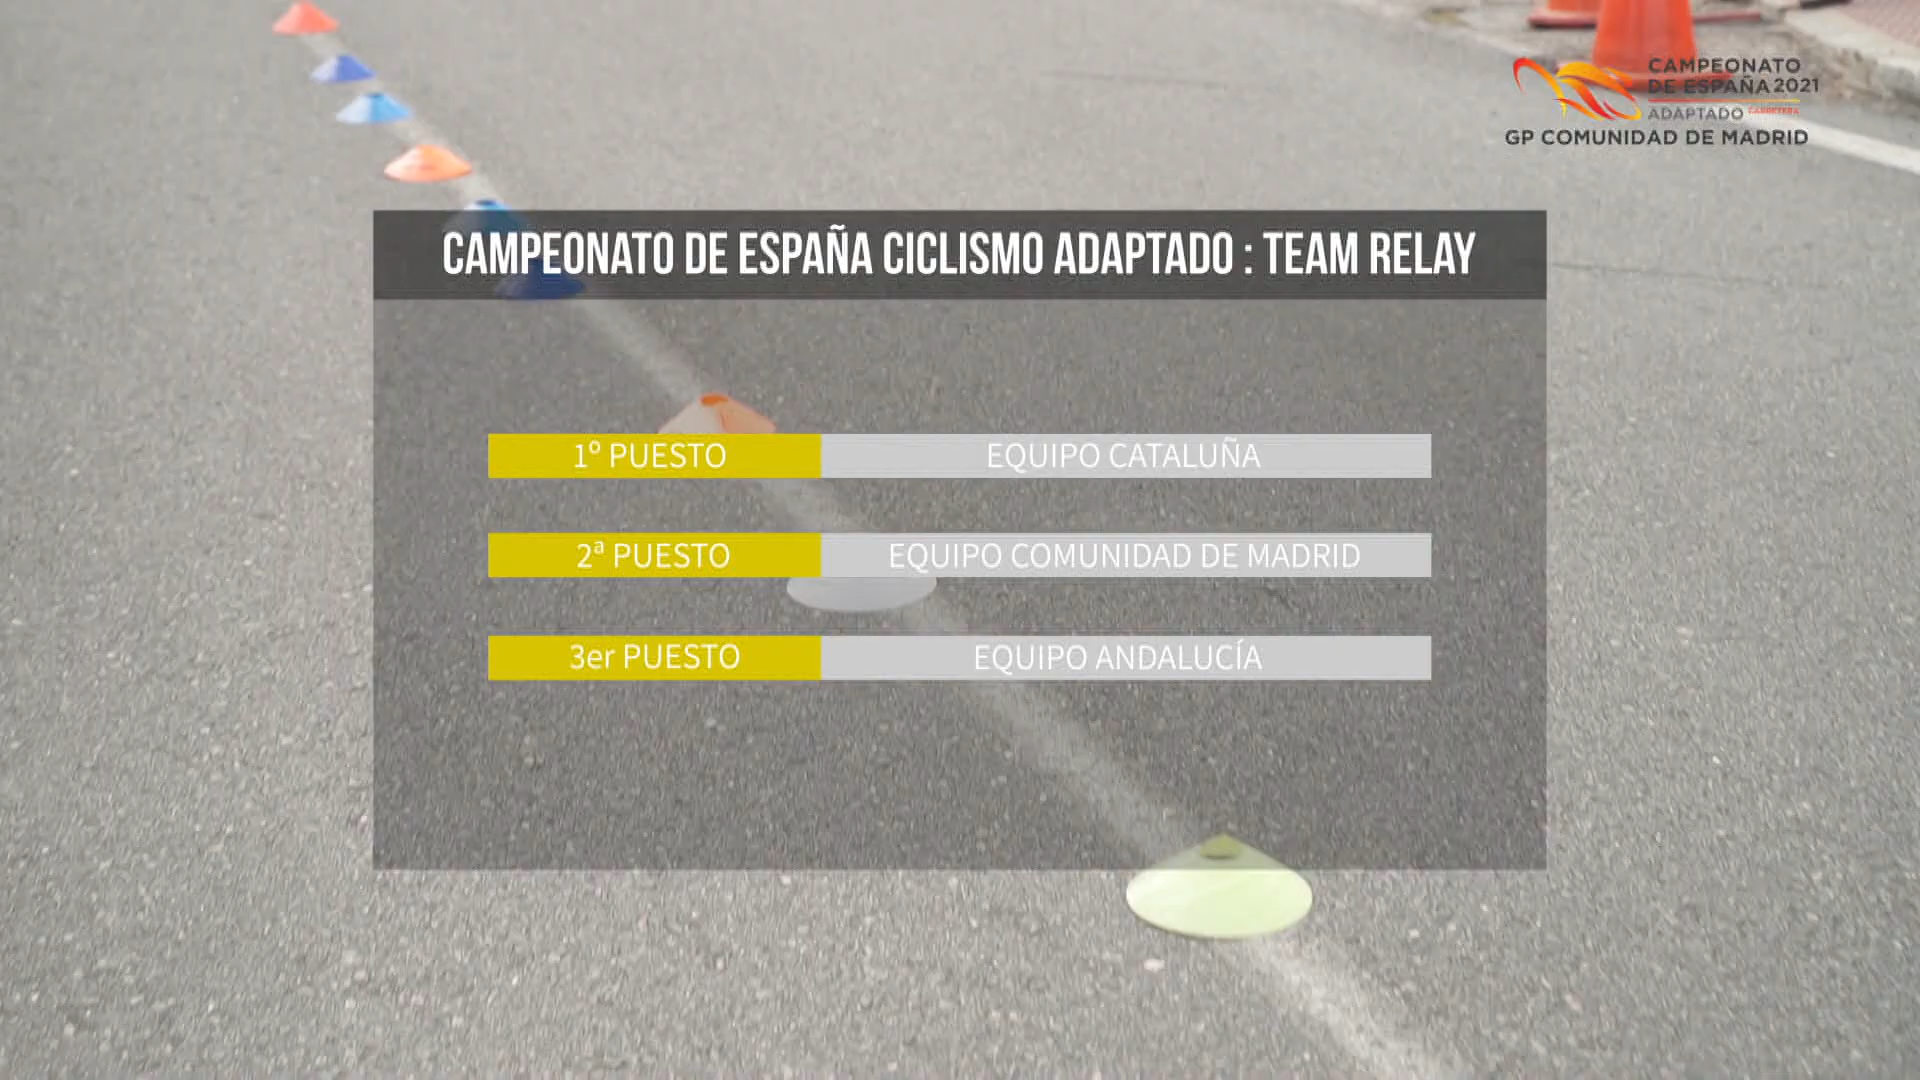 CAMPEONATO
DE ESPAÑA 2021
ADAPTADO CARRETERA
GP COMUNIDAD DE MADRID
CAMPEONATO DE ESPAÑA CICLISMO ADAPTADO : TEAM RELAY
1º PUESTO EQUIPO CATALUÑA
2ª PUESTO EQUIPO COMUNIDAD DE MADRID
3er PUESTO EQUIPO ANDALUCÍA